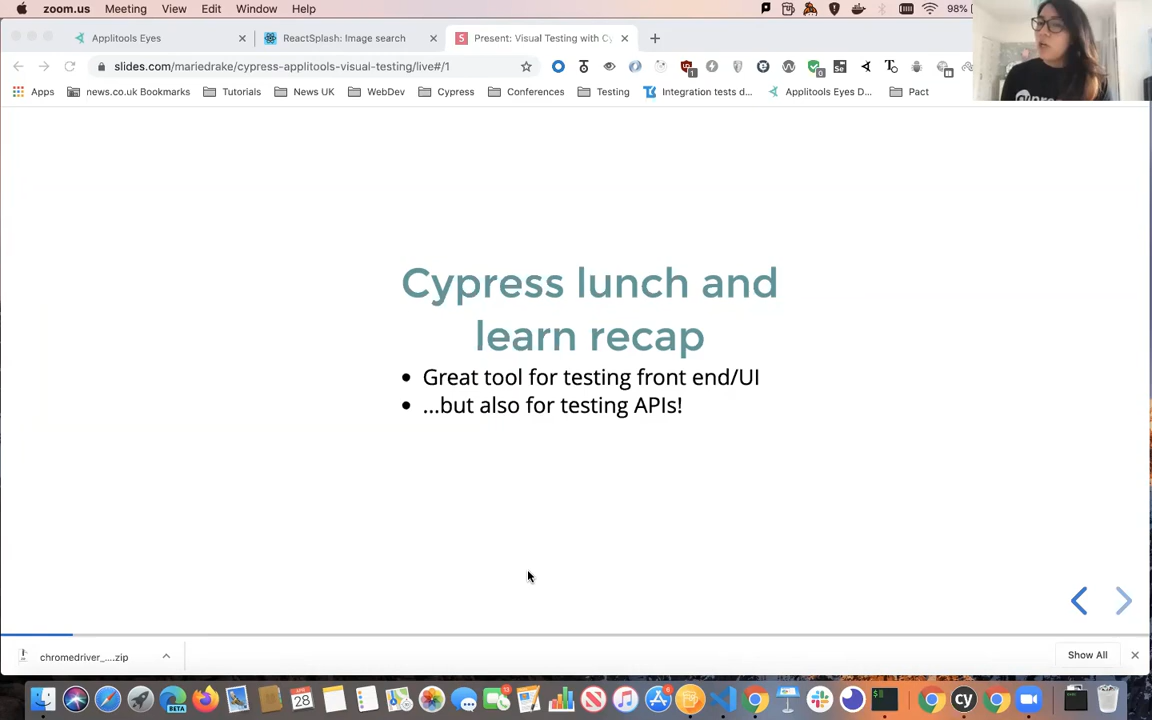 zoom.us Meeting View Edit Window Help 98%
Applitools Eyes ReactSplash: Image search Present: Visual Testing with Cy
slides.com/mariedrake/cypress-applitools-visual-testing/live#/1
Apps news.co.uk Bookmarks Tutorials News UK WebDev Cypress Conferences Testing Integration tests d... Applitools Eyes D... Pact
Cypress lunch and
learn recap
• Great tool for testing front end/UI
• ...but also for testing APIs!
chromedriver_....zip Show All